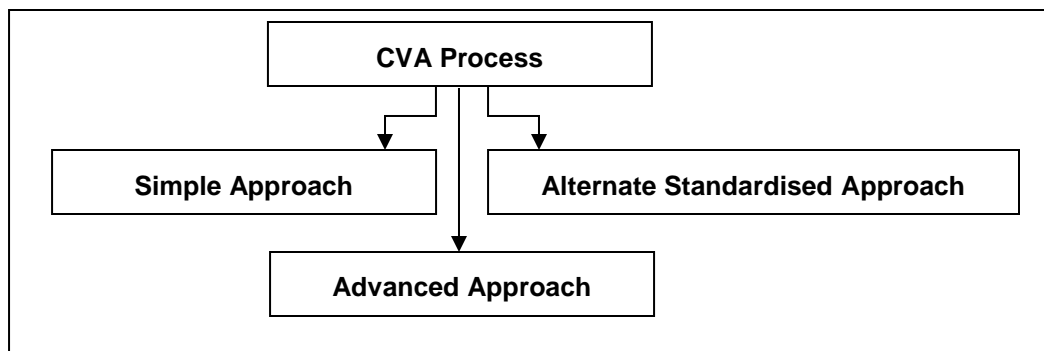 CVA Process
Simple Approach
Alternate Standardised Approach
Advanced Approach